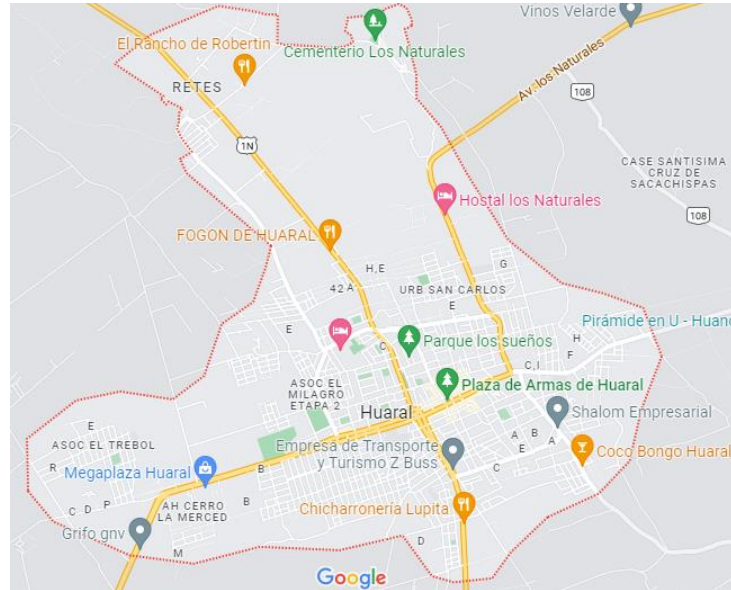 Vinos Velarde
El Rancho de Robertin
Cementerio Los Naturales
RETES
Av. los Naturales
108
1N
CASE SANTISIMA
CRUZ DE
SACACHISPAS
Hostal los Naturales
108
FOGON DE HUARAL
H,E
G
42 A
URB SAN CARLOS
E
E
Pirámide en U - Huand
C
Parque los sueños
H
F
C,I
ASOC EL
MILAGRO
ETAPA 2
Plaza de Armas de Huaral
Huaral
Shalom Empresarial
E
ASOC EL TREBOL
A
B
A
E
Empresa de Transporte
y Turismo Z Buss
Coco Bongo Huaral
R
Megaplaza Huaral
B
C
C D P
AH CERRO
LA MERCED
B
Chicharronería Lupita
Grifo gnv
M
D
Google